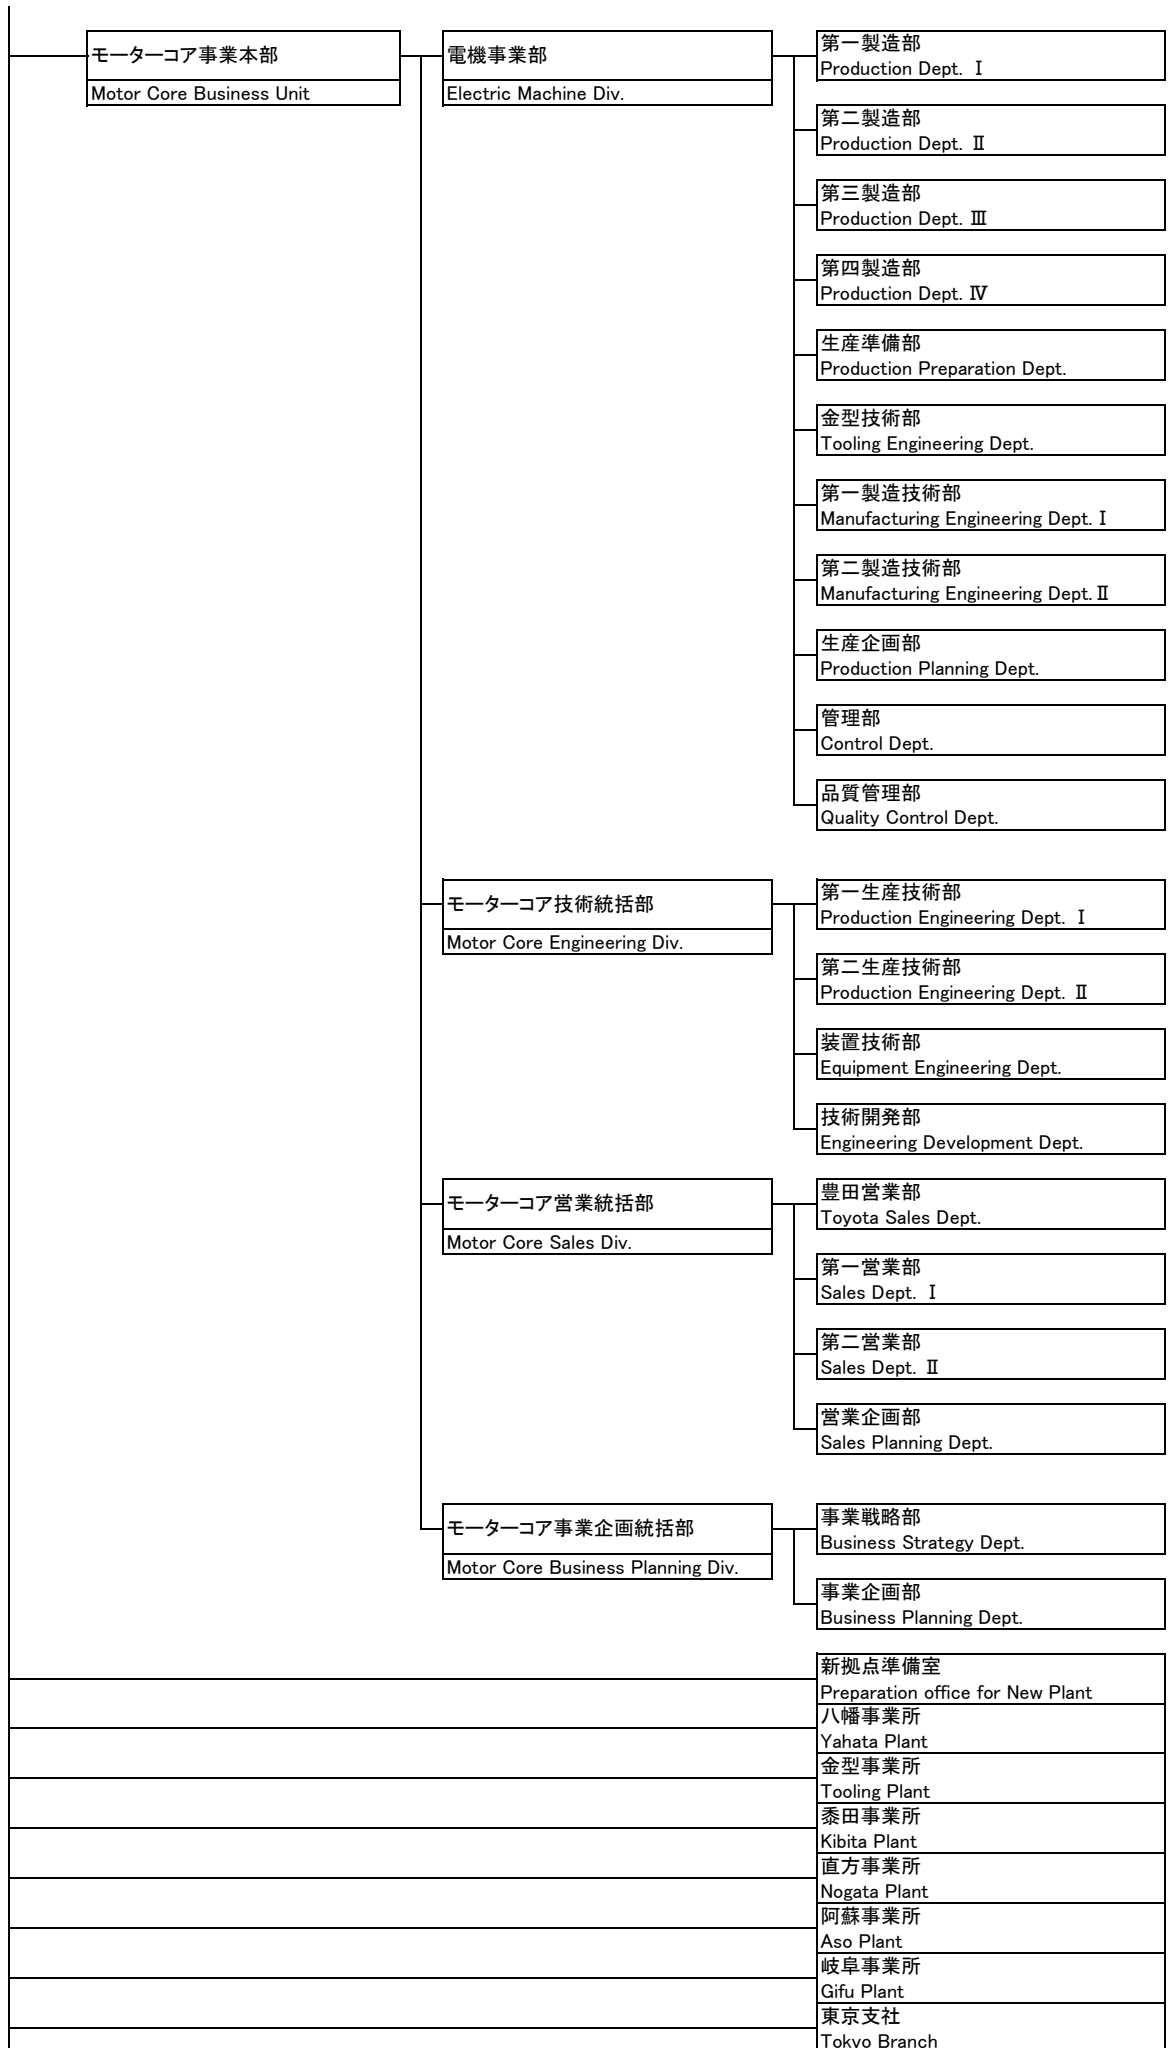 モーターコア事業本部
Motor Core Business Unit
電機事業部
Electric Machine Div.
第一製造部
Production Dept. Ⅰ
第二製造部
Production Dept. Ⅱ
第三製造部
Production Dept. Ⅲ
第四製造部
Production Dept. Ⅳ
生産準備部
Production Preparation Dept.
金型技術部
Tooling Engineering Dept.
第一製造技術部
Manufacturing Engineering Dept. Ⅰ
第二製造技術部
Manufacturing Engineering Dept. Ⅱ
生産企画部
Production Planning Dept.
管理部
Control Dept.
品質管理部
Quality Control Dept.
モーターコア技術統括部
Motor Core Engineering Div.
第一生産技術部
Production Engineering Dept. Ⅰ
第二生産技術部
Production Engineering Dept. Ⅱ
装置技術部
Equipment Engineering Dept.
技術開発部
Engineering Development Dept.
モーターコア営業統括部
Motor Core Sales Div.
豊田営業部
Toyota Sales Dept.
第一営業部
Sales Dept. Ⅰ
第二営業部
Sales Dept. Ⅱ
営業企画部
Sales Planning Dept.
モーターコア事業企画統括部
Motor Core Business Planning Div.
事業戦略部
Business Strategy Dept.
事業企画部
Business Planning Dept.
新拠点準備室
Preparation office for New Plant
八幡事業所
Yahata Plant
金型事業所
Tooling Plant
黍田事業所
Kibita Plant
直方事業所
Nogata Plant
阿蘇事業所
Aso Plant
岐阜事業所
Gifu Plant
東京支社
Tokyo Branch